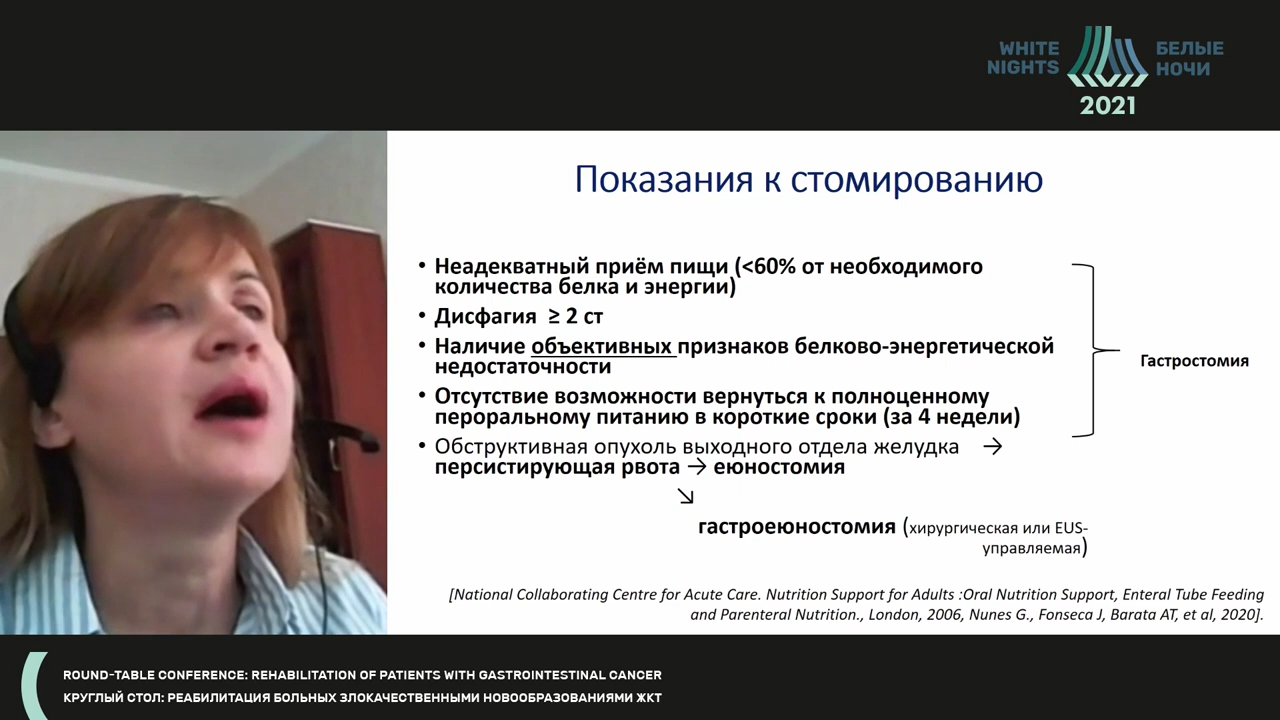 WHITE NIGHTS
БЕЛЫЕ НОЧИ
2021
Показания к стомированию
• Неадекватный приём пищи (<60% от необходимого
количества белка и энергии)
• Дисфагия ≥ 2 ст
• Наличие объективных признаков белково-энергетической
недостаточности
• Отсутствие возможности вернуться к полноценному
пероральному питанию в короткие сроки (за 4 недели)
Гастростомия
• Обструктивная опухоль выходного отдела желудка →
персистирующая рвота → еюностомия
↘
гастроеюностомия (хирургическая или EUS-
управляемая)
[National Collaborating Centre for Acute Care. Nutrition Support for Adults :Oral Nutrition Support, Enteral Tube Feeding
and Parenteral Nutrition., London, 2006, Nunes G., Fonseca J, Barata AT, et al, 2020].
ROUND-TABLE CONFERENCE: REHABILITATION OF PATIENTS WITH GASTROINTESTINAL CANCER
КРУГЛЫЙ СТОЛ: РЕАБИЛИТАЦИЯ БОЛЬНЫХ ЗЛОКАЧЕСТВЕННЫМИ НОВООБРАЗОВАНИЯМИ ЖКТ